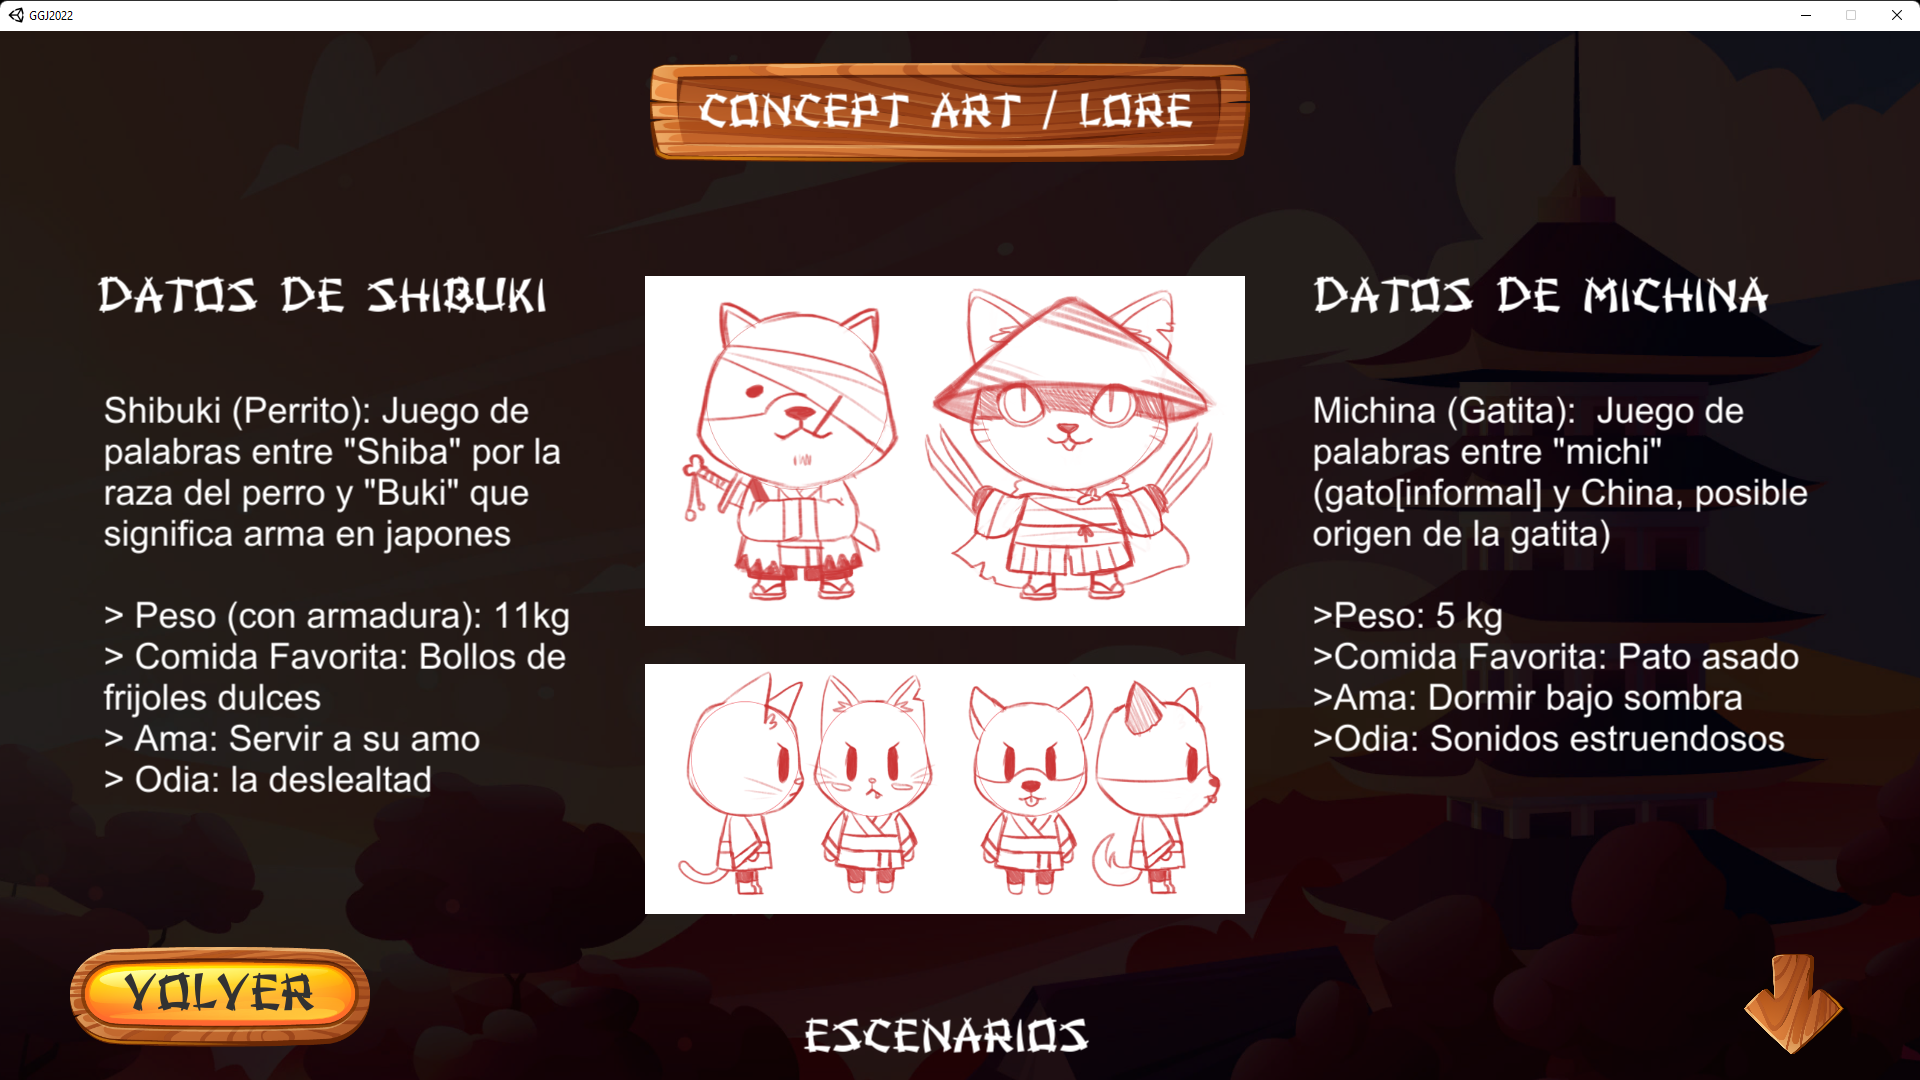 GGJ2022
CONCEPT ART / LORE
DATOS DE SHIBUKI
Shibuki (Perrito): Juego de
palabras entre "Shiba" por la
raza del perro y "Buki" que
significa arma en japones
> Peso (con armadura): 11kg
> Comida Favorita: Bollos de
frijoles dulces
> Ama: Servir a su amo
> Odia: la deslealtad
DATOS DE MICHINA
Michina (Gatita):  Juego de
palabras entre "michi"
(gato[informal] y China, posible
origen de la gatita)
>Peso: 5 kg
>Comida Favorita: Pato asado
>Ama: Dormir bajo sombra
>Odia: Sonidos estruendosos
VOLVER
ESCENARIOS